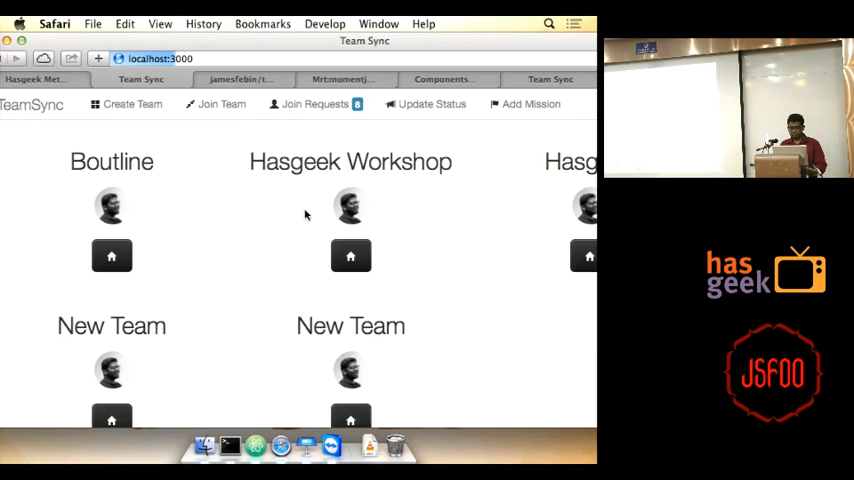 Safari File Edit View History Bookmarks Develop Window Help
Team Sync
localhost:3000
Hasgeek Met... Team Sync jamesfebin/t... Mrt:momentj... Components... Team Sync
TeamSync Create Team Join Team Join Requests 8 Update Status Add Mission
Boutline Hasgeek Workshop Hasg
New Team New Team
has
geek
JSFOO